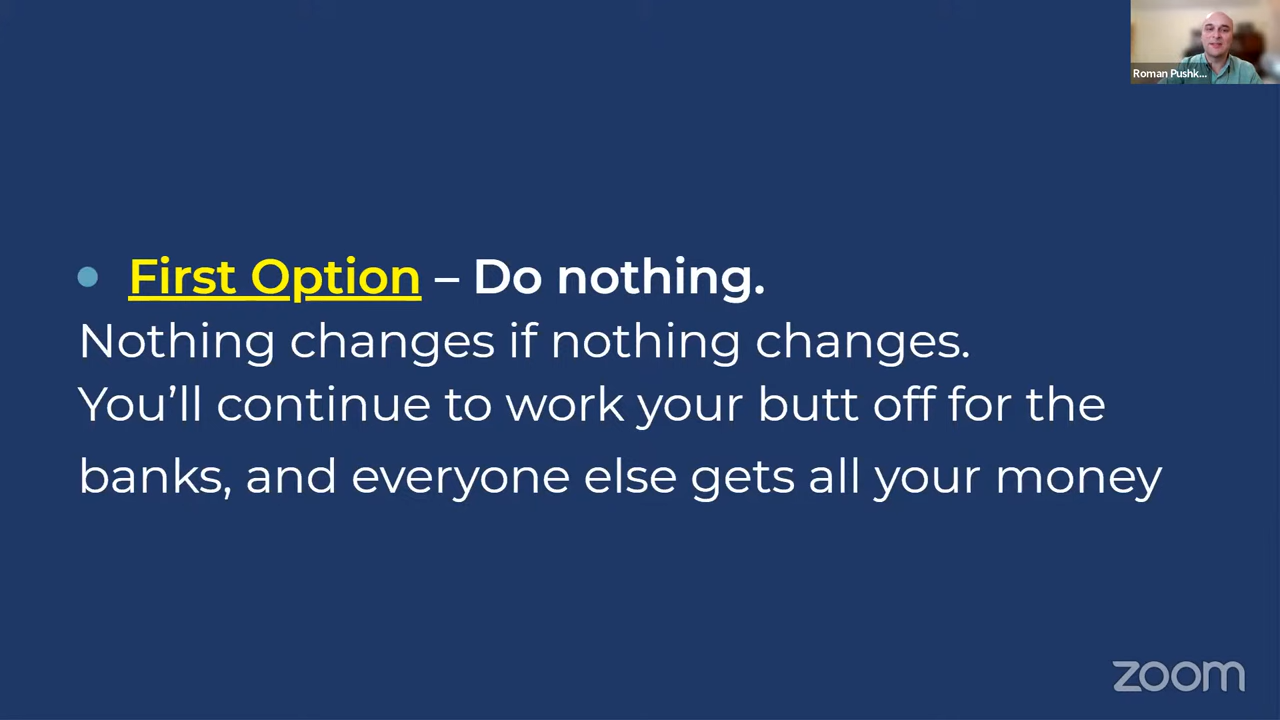 Roman Pushk...
First Option – Do nothing.
Nothing changes if nothing changes.
You’ll continue to work your butt off for the
banks, and everyone else gets all your money
zoom